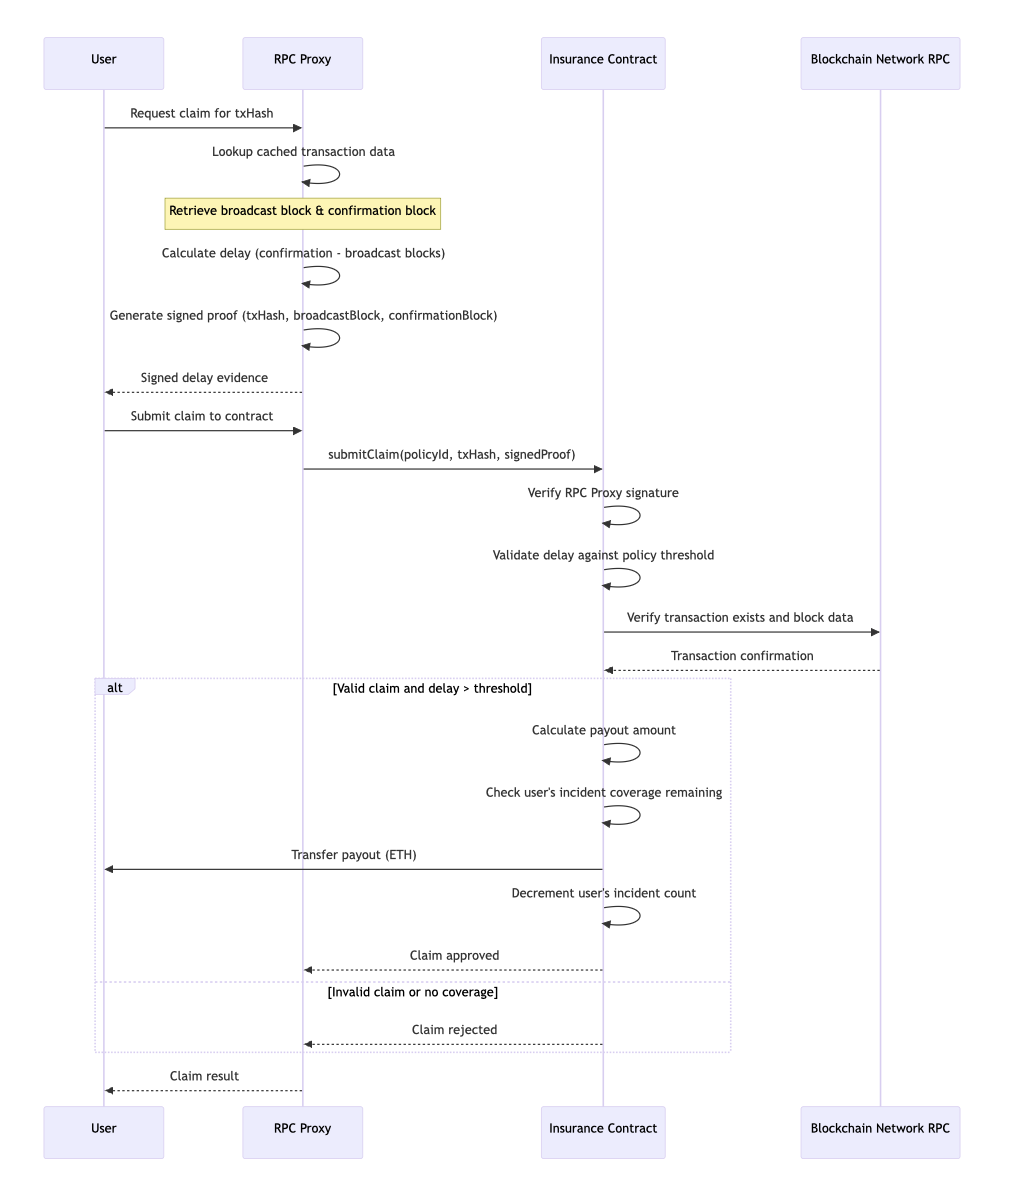 User
RPC Proxy
Insurance Contract
Blockchain Network RPC
Request claim for txHash
Lookup cached transaction data
Retrieve broadcast block & confirmation block
Calculate delay (confirmation - broadcast blocks)
Generate signed proof (txHash, broadcastBlock, confirmationBlock)
Signed delay evidence
Submit claim to contract
submitClaim(policyId, txHash, signedProof)
Verify RPC Proxy signature
Validate delay against policy threshold
Verify transaction exists and block data
Transaction confirmation
alt
[Valid claim and delay > threshold]
Calculate payout amount
Check user's incident coverage remaining
Transfer payout (ETH)
Decrement user's incident count
Claim approved
[Invalid claim or no coverage]
Claim rejected
Claim result
User
RPC Proxy
Insurance Contract
Blockchain Network RPC